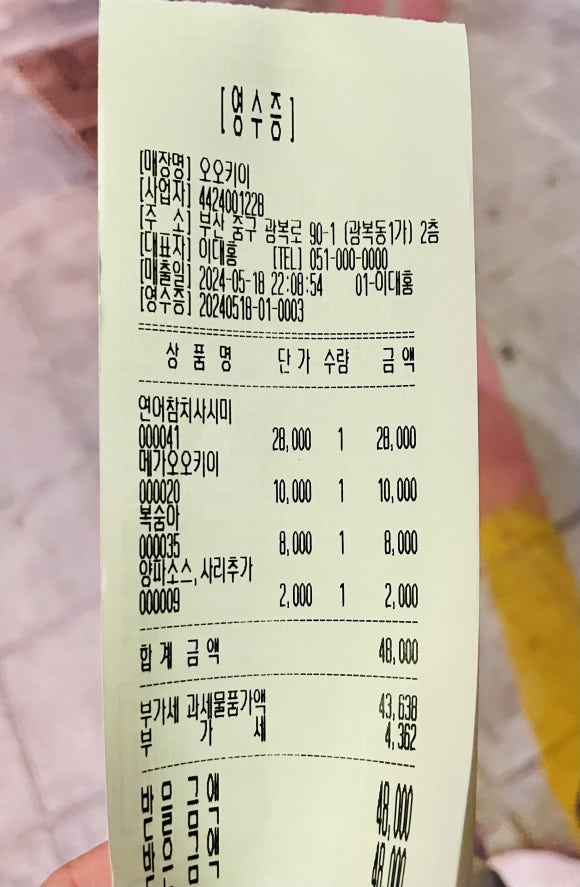 [영수증]
[매장명] 오오키이
[사업자] 4424001228
[주 소] 부산 중구 광복로 90-1 (광복동1가) 2층
[대표자] 이대홍 [TEL] 051-000-0000
[매출일] 2024-05-18 22:08:54 01-이대홍
[영수증] 20240518-01-0003
상 품 명 단 가 수량 금 액
연어참치사시미
000041 28,000 1 28,000
메가오오키이
000020 10,000 1 10,000
복숭아
000035 8,000 1 8,000
양파소스,사리추가
000009 2,000 1 2,000
합 계 금 액 48,000
부가세 과세물품가액 43,638
부 가 세 4,362
받 을 금 액 48,000
받 은 금 액 48,000